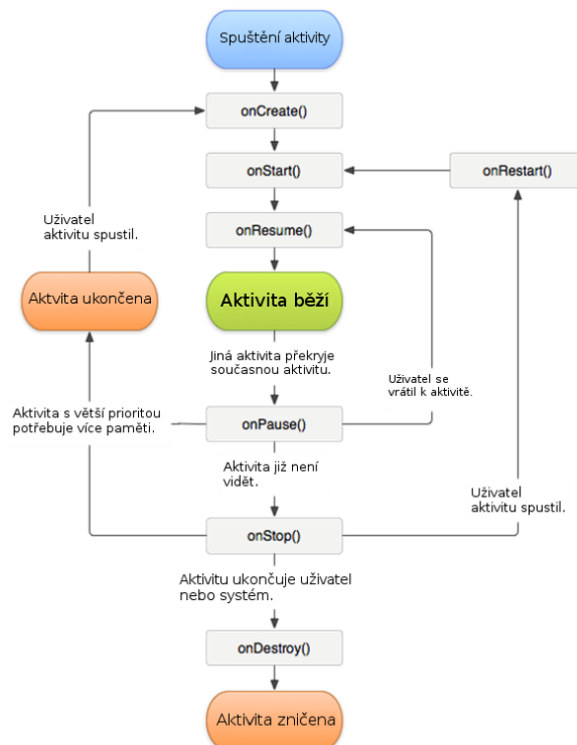 Spuštění aktivity
onCreate()
onStart()
onRestart()
Uživatel
aktivitu spustil.
onResume()
Aktvita ukončena
Aktivita běží
Jiná aktivita překryje
současnou aktivitu.
Uživatel se
vrátil k aktivitě.
Aktivita s větší prioritou
potřebuje více paměti.
onPause()
Aktivita již není
vidět.
Uživatel
aktivitu spustil.
onStop()
Aktivitu ukončuje uživatel
nebo systém.
onDestroy()
Aktivita zničena